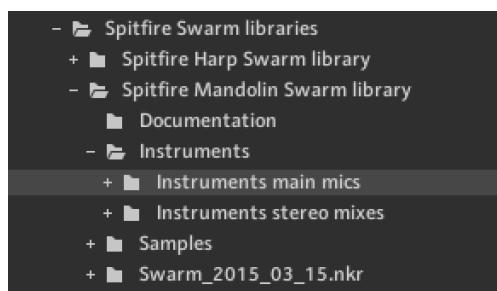 – Spitfire Swarm libraries
+ Spitfire Harp Swarm library
– Spitfire Mandolin Swarm library
Documentation
– Instruments
+ Instruments main mics
+ Instruments stereo mixes
+ Samples
+ Swarm_2015_03_15.nkr